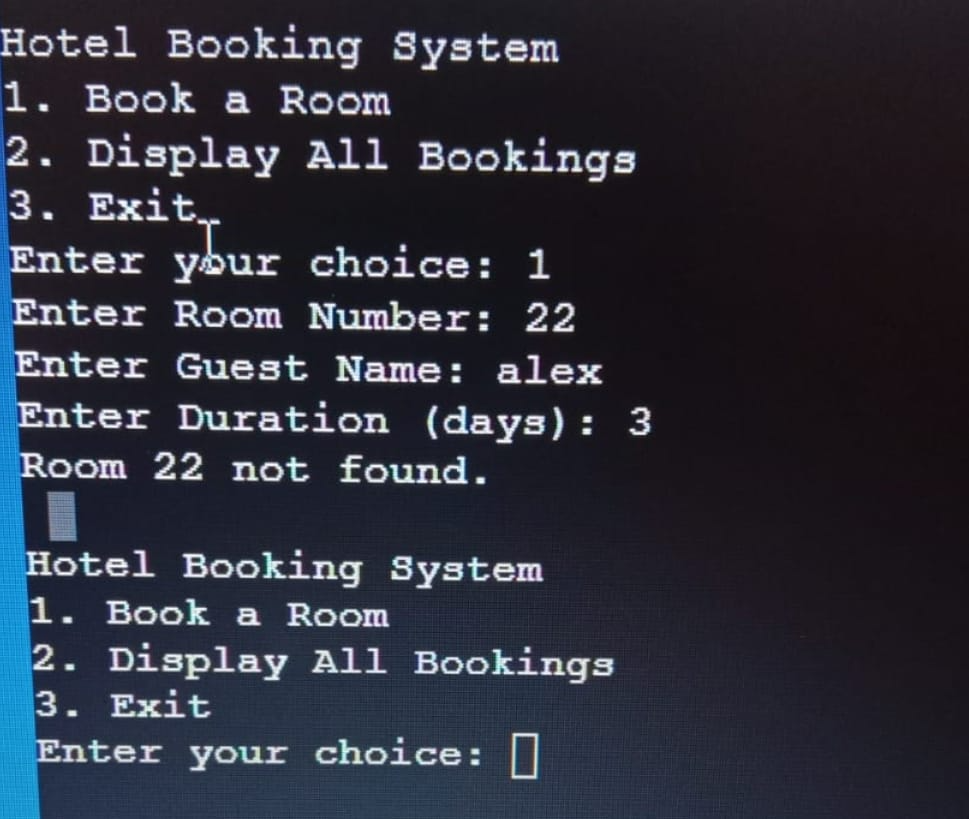 Hotel Booking System
1. Book a Room
2. Display All Bookings
3. Exit
Enter your choice: 1
Enter Room Number: 22
Enter Guest Name: alex
Enter Duration (days): 3
Room 22 not found.
Hotel Booking System
1. Book a Room
2. Display All Bookings
3. Exit
Enter your choice: